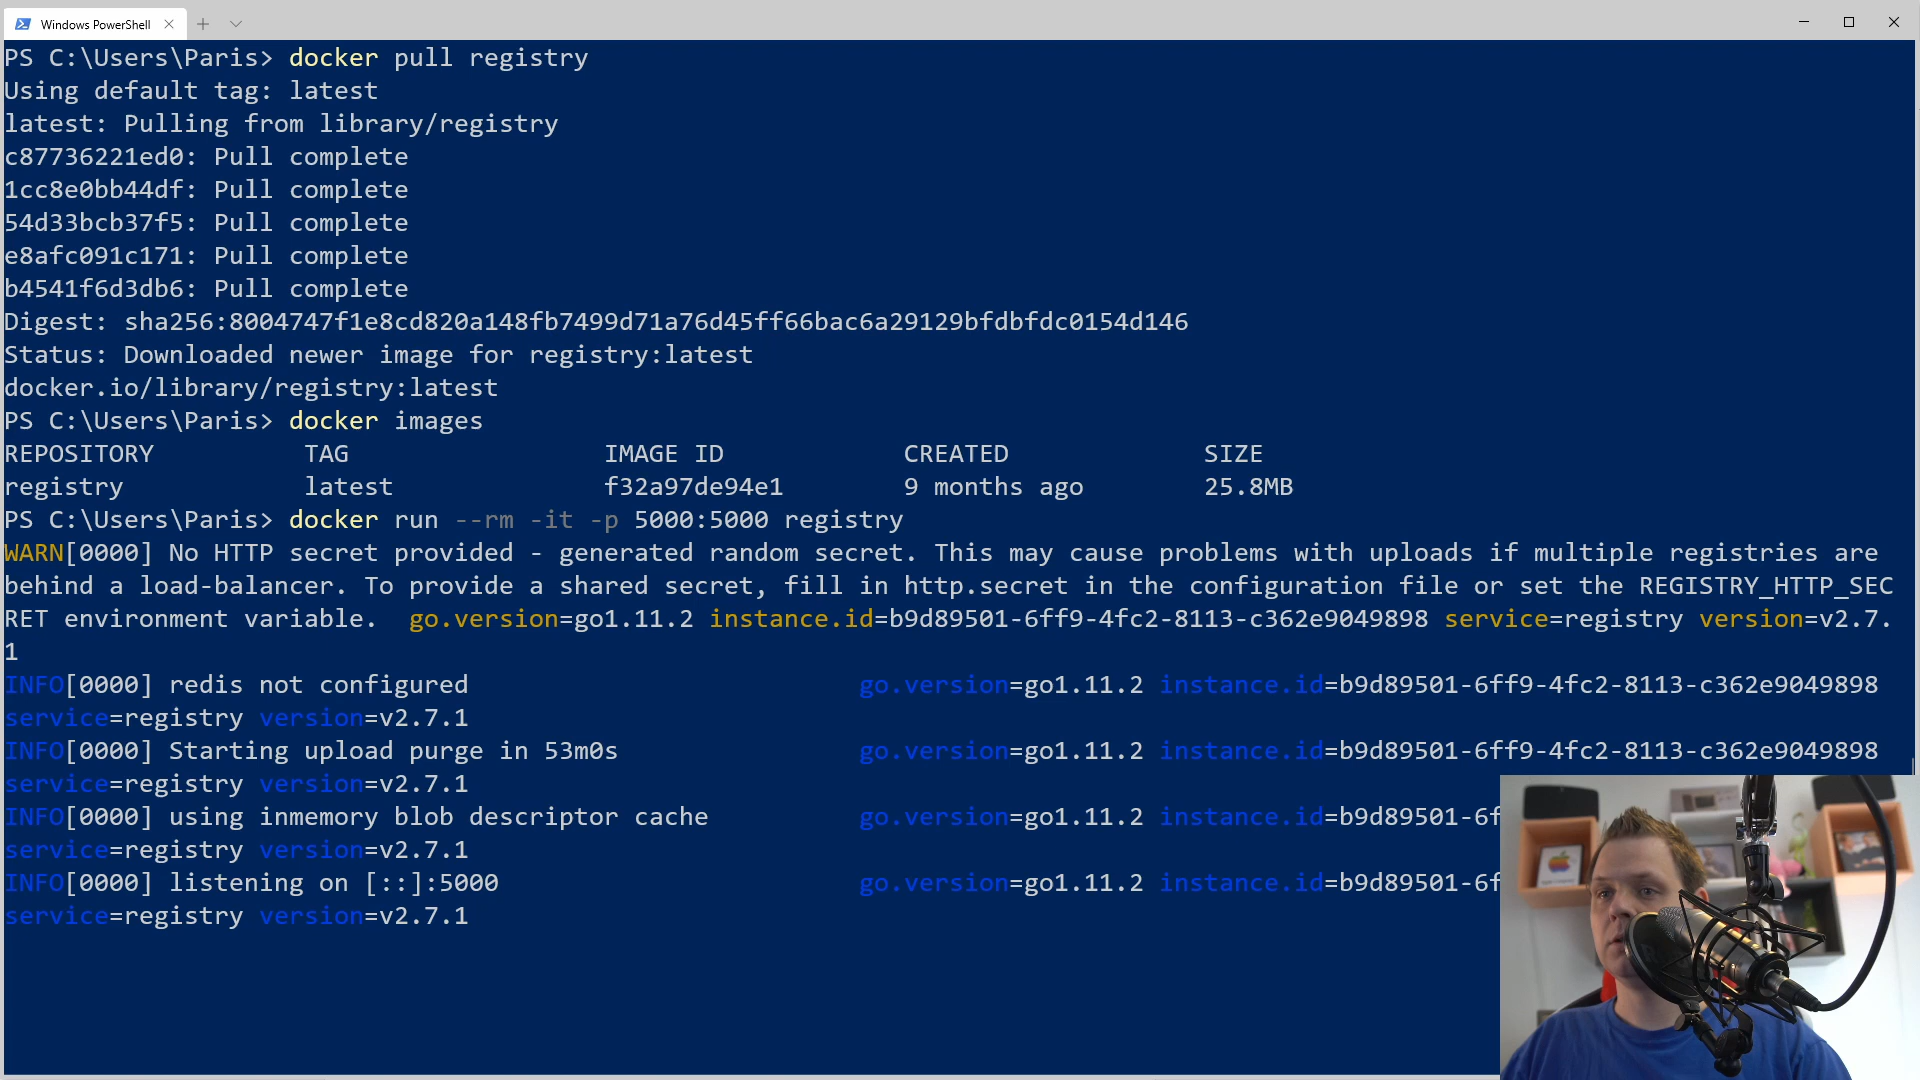 Windows PowerShell
PS C:\Users\Paris> docker pull registry
Using default tag: latest
latest: Pulling from library/registry
c87736221ed0: Pull complete
1cc8e0bb44df: Pull complete
54d33bcb37f5: Pull complete
e8afc091c171: Pull complete
b4541f6d3db6: Pull complete
Digest: sha256:8004747f1e8cd820a148fb7499d71a76d45ff66bac6a29129bfdbfdc0154d146
Status: Downloaded newer image for registry:latest
docker.io/library/registry:latest
PS C:\Users\Paris> docker images
REPOSITORY TAG IMAGE ID CREATED SIZE
registry latest f32a97de94e1 9 months ago 25.8MB
PS C:\Users\Paris> docker run --rm -it -p 5000:5000 registry
WARN[0000] No HTTP secret provided - generated random secret. This may cause problems with uploads if multiple registries are
behind a load-balancer. To provide a shared secret, fill in http.secret in the configuration file or set the REGISTRY_HTTP_SEC
RET environment variable. go.version=go1.11.2 instance.id=b9d89501-6ff9-4fc2-8113-c362e9049898 service=registry version=v2.7.
1
INFO[0000] redis not configured go.version=go1.11.2 instance.id=b9d89501-6ff9-4fc2-8113-c362e9049898
service=registry version=v2.7.1
INFO[0000] Starting upload purge in 53m0s go.version=go1.11.2 instance.id=b9d89501-6ff9-4fc2-8113-c362e9049898
service=registry version=v2.7.1
INFO[0000] using inmemory blob descriptor cache go.version=go1.11.2 instance.id=b9d89501-6f
service=registry version=v2.7.1
INFO[0000] listening on [::]:5000 go.version=go1.11.2 instance.id=b9d89501-6f
service=registry version=v2.7.1